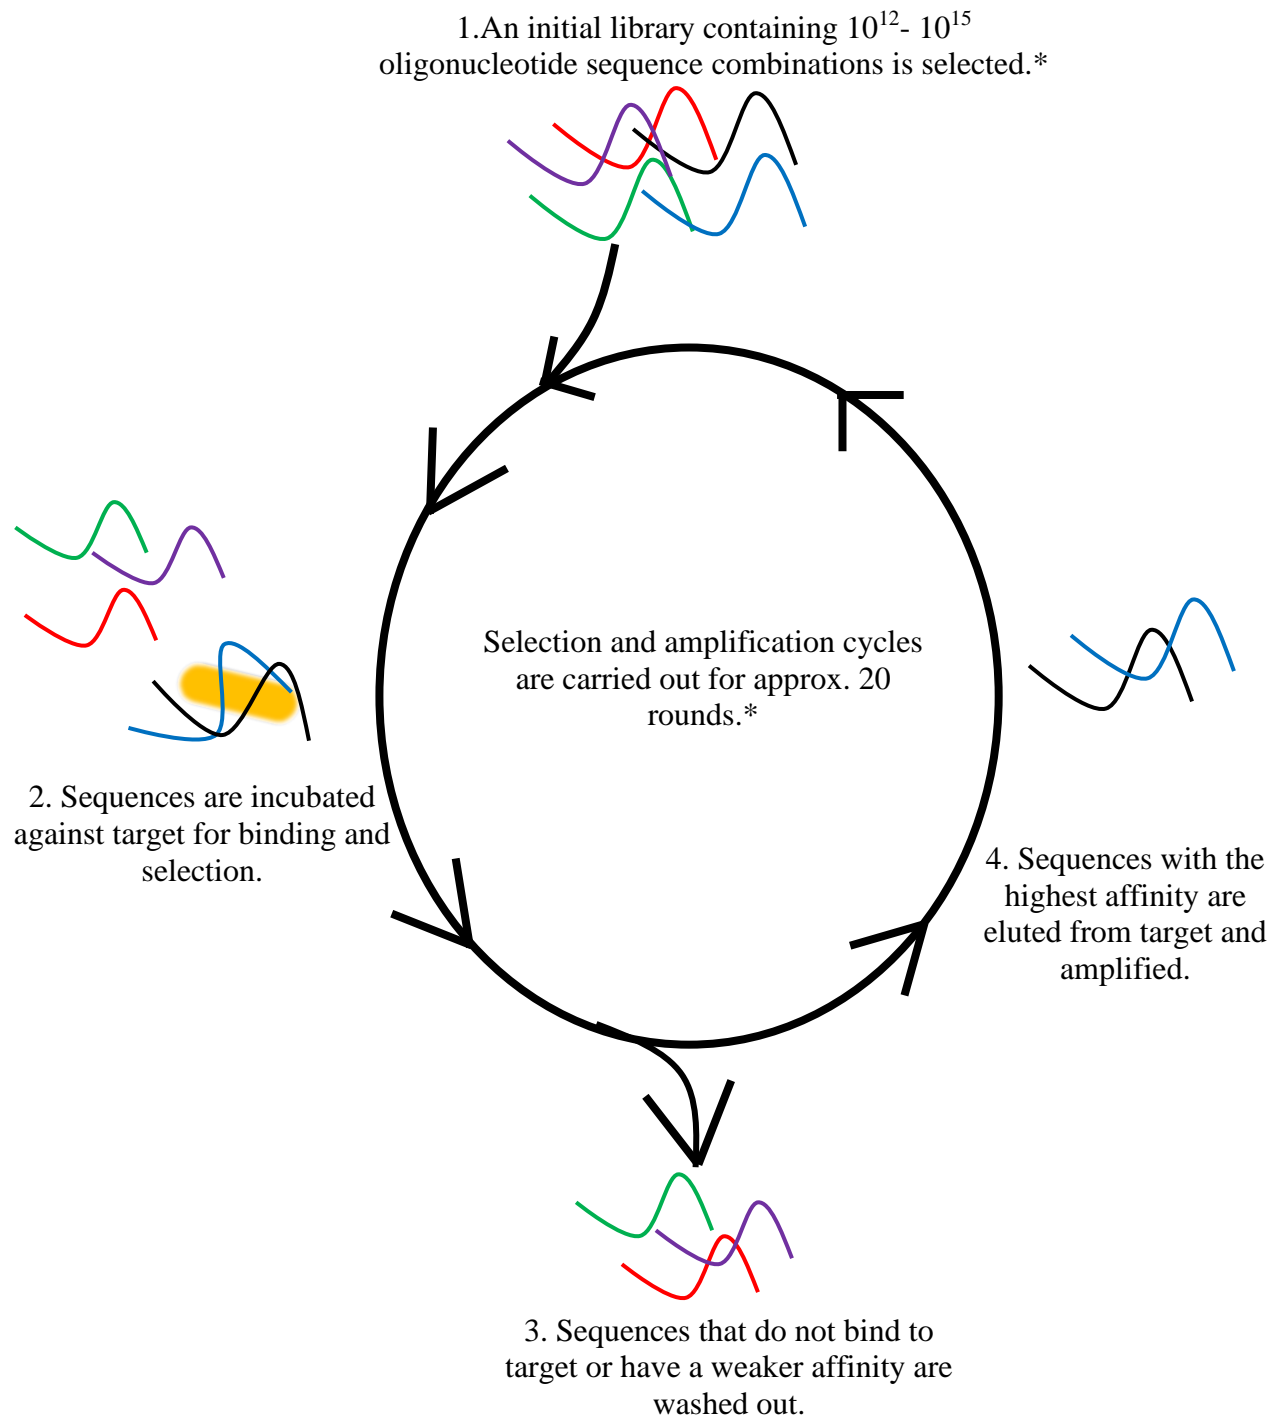 1.An initial library containing 10¹²- 10¹⁵
oligonucleotide sequence combinations is selected.*
Selection and amplification cycles
are carried out for approx. 20
rounds.*
2. Sequences are incubated
against target for binding and
selection.
4. Sequences with the
highest affinity are
eluted from target and
amplified.
3. Sequences that do not bind to
target or have a weaker affinity are
washed out.